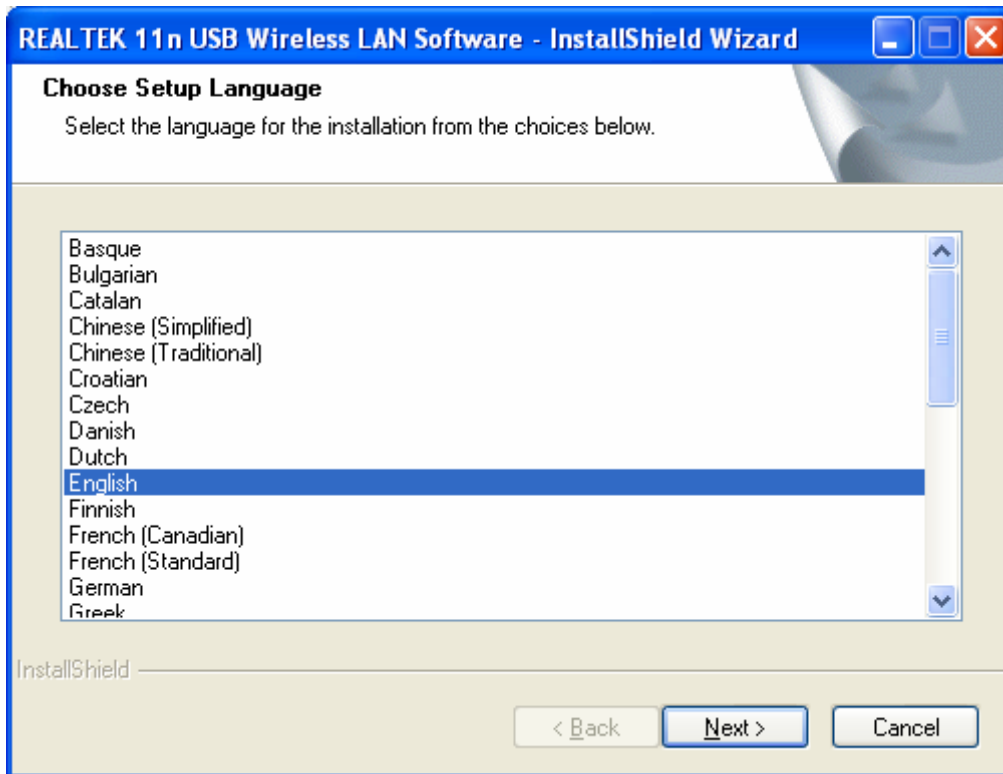 REALTEK 11n USB Wireless LAN Software - InstallShield Wizard
Choose Setup Language
Select the language for the installation from the choices below.
Basque
Bulgarian
Catalan
Chinese (Simplified)
Chinese (Traditional)
Croatian
Czech
Danish
Dutch
English
Finnish
French (Canadian)
French (Standard)
German
Greek
InstallShield
< Back
Next >
Cancel